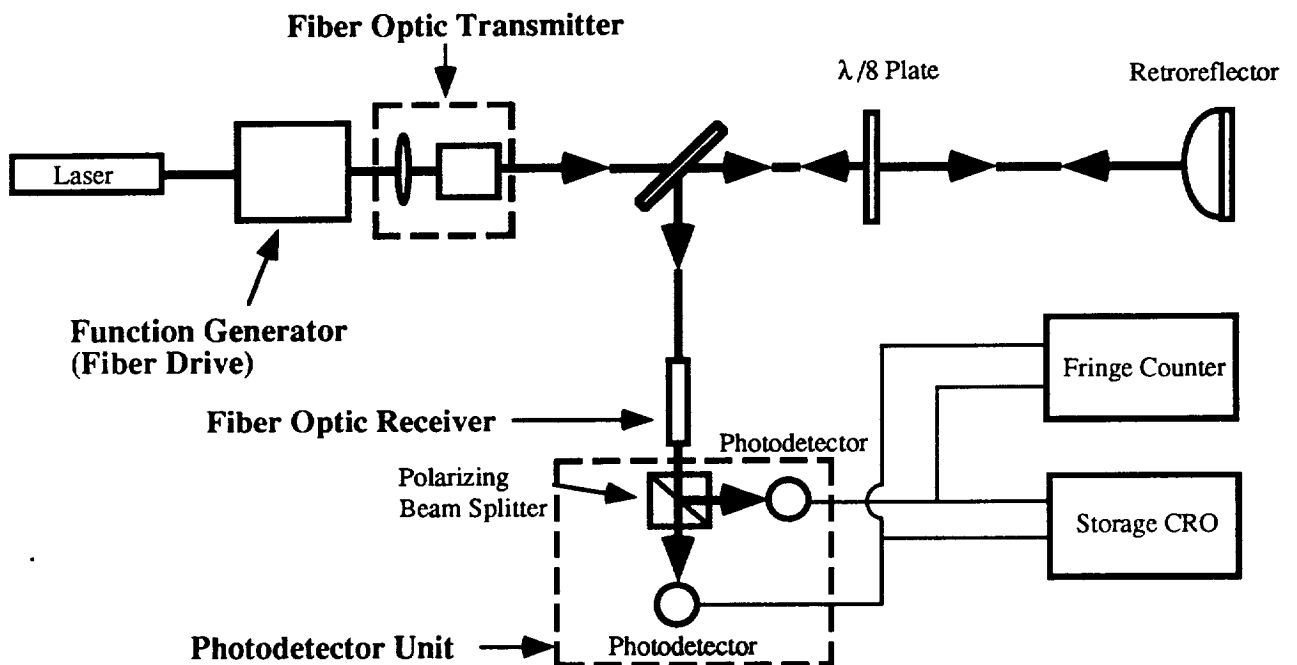 Fiber Optic Transmitter
λ/8 Plate
Retroreflector
Laser
Function Generator
(Fiber Drive)
Fringe Counter
Fiber Optic Receiver
Photodetector
Polarizing
Beam Splitter
Storage CRO
Photodetector Unit
Photodetector